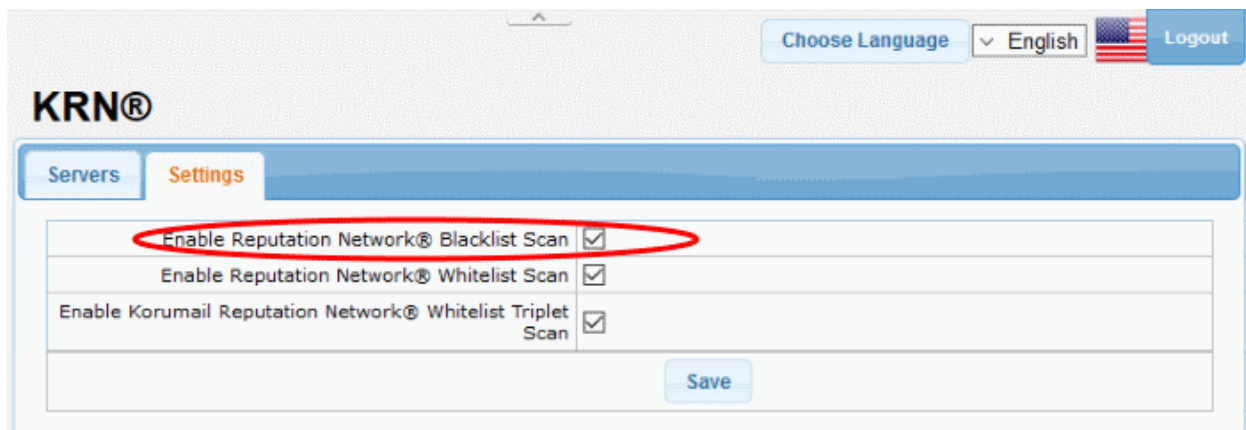 Choose Language
English
Logout
KRN®
Servers
Settings
Enable Reputation Network® Blacklist Scan
Enable Reputation Network® Whitelist Scan
Enable Korumail Reputation Network® Whitelist Triplet
Scan
Save